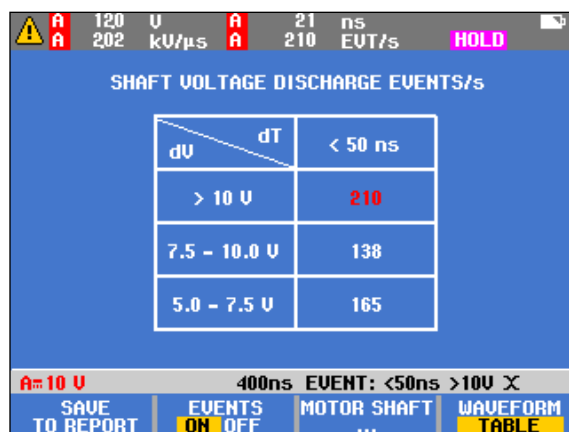 A 120 V A 21 ns
A 202 kV/µs A 210 EVT/s HOLD
SHAFT VOLTAGE DISCHARGE EVENTS/s
dV dT < 50 ns
> 10 V 210
7.5 – 10.0 V 138
5.0 – 7.5 V 165
A 10 V 400ns EVENT: <50ns >10V
SAVE TO REPORT EVENTS ON OFF MOTOR SHAFT ... WAVEFORM TABLE